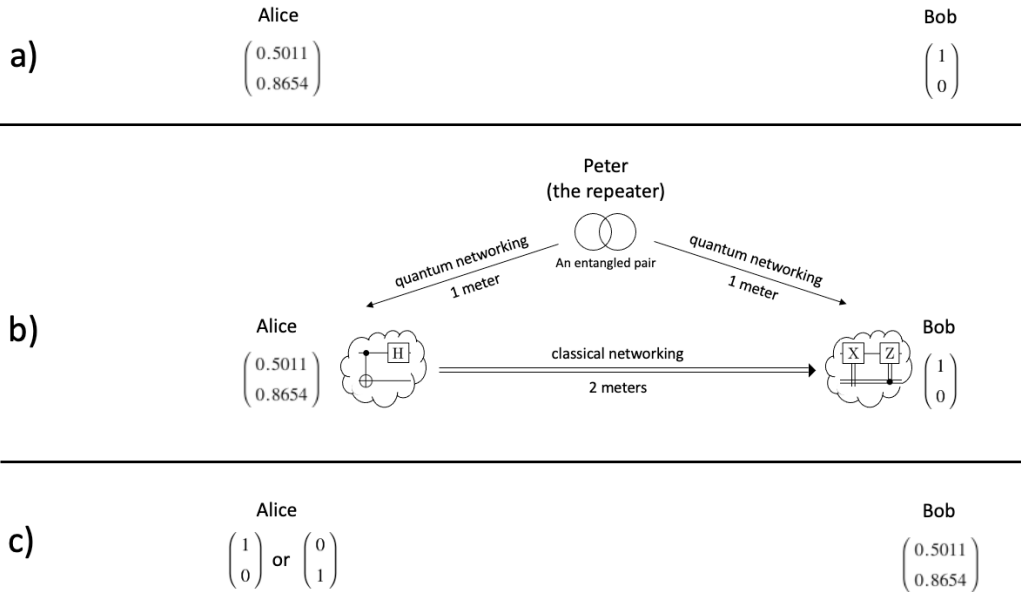 Alice
Bob
a)
0.5011
0.8654
1
0
Peter
(the repeater)
quantum networking
1 meter
An entangled pair
quantum networking
1 meter
b)
Alice
0.5011
0.8654
H
classical networking
2 meters
X Z
Bob
1
0
c)
Alice
1
0
or
0
1
Bob
0.5011
0.8654